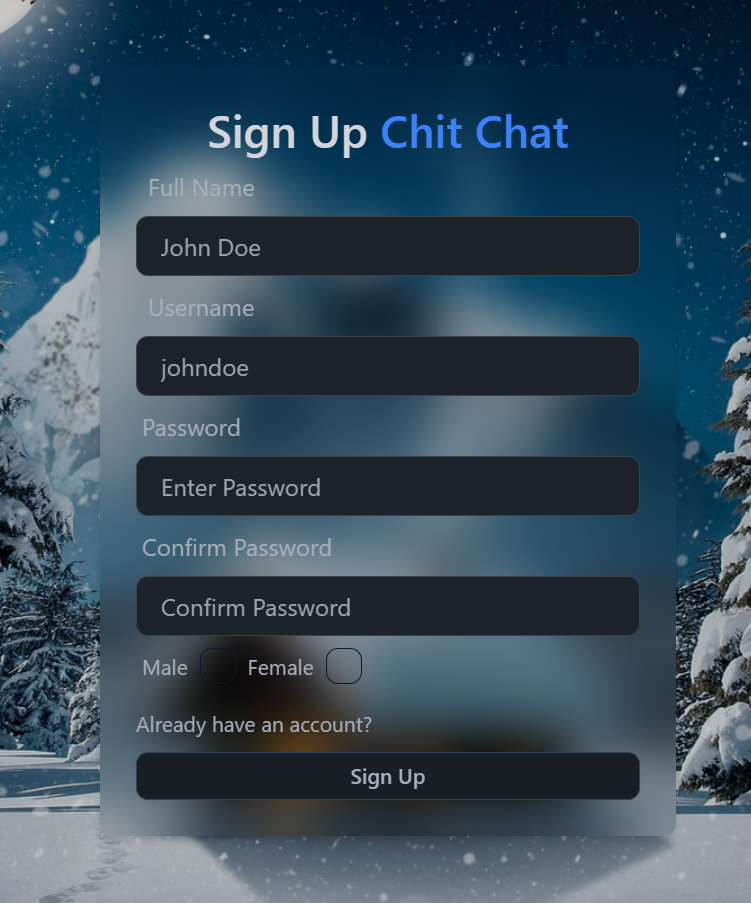 Sign Up Chit Chat
Full Name
John Doe
Username
johndoe
Password
Enter Password
Confirm Password
Confirm Password
Male Female
Already have an account?
Sign Up